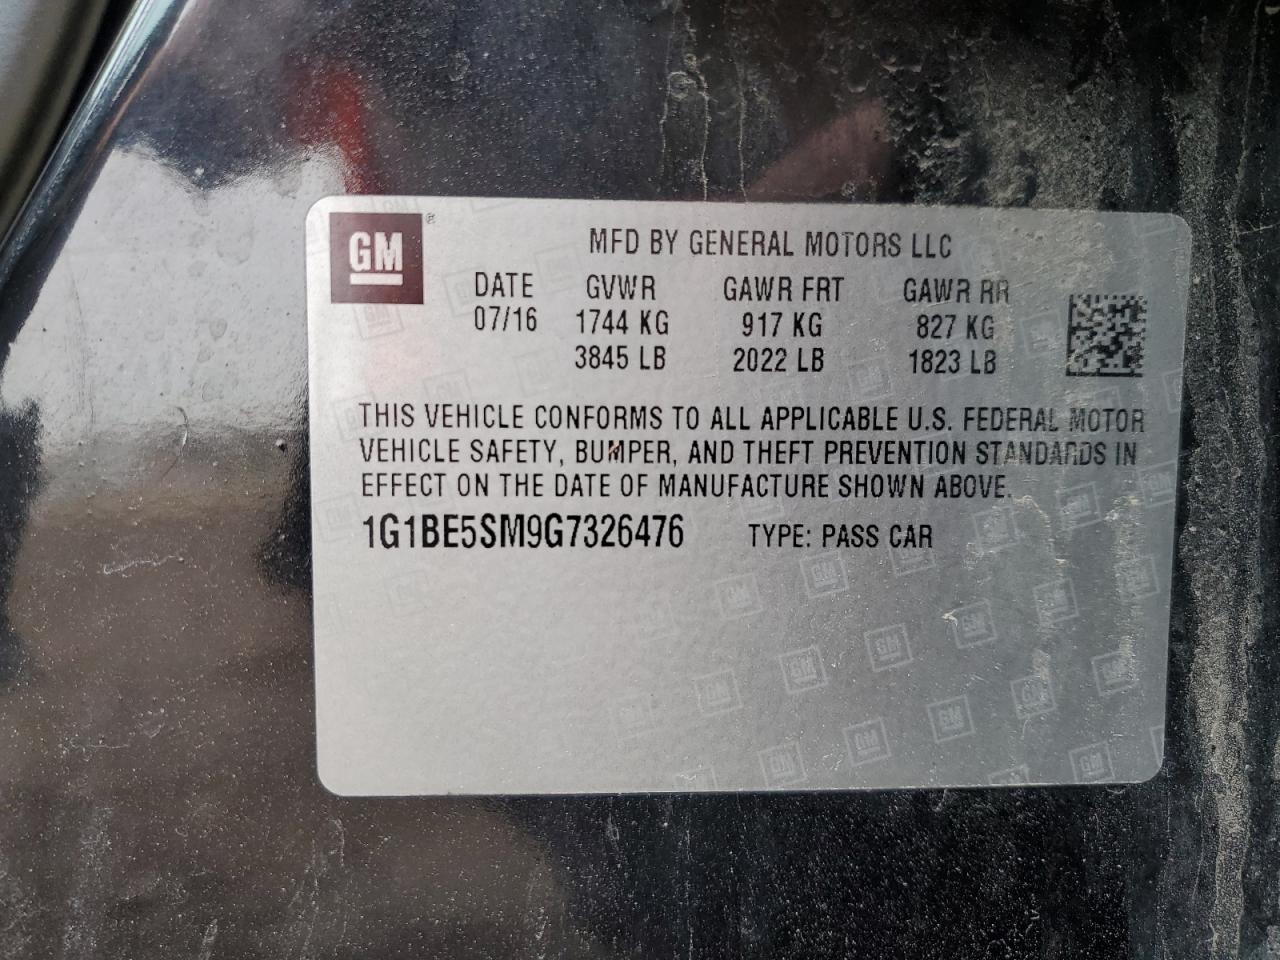 GM®
MFD BY GENERAL MOTORS LLC
DATE GVWR GAWR FRT GAWR RR
07/16 1744 KG 917 KG 827 KG
3845 LB 2022 LB 1823 LB
THIS VEHICLE CONFORMS TO ALL APPLICABLE U.S. FEDERAL MOTOR
VEHICLE SAFETY, BUMPER, AND THEFT PREVENTION STANDARDS IN
EFFECT ON THE DATE OF MANUFACTURE SHOWN ABOVE.
1G1BE5SM9G7326476 TYPE: PASS CAR